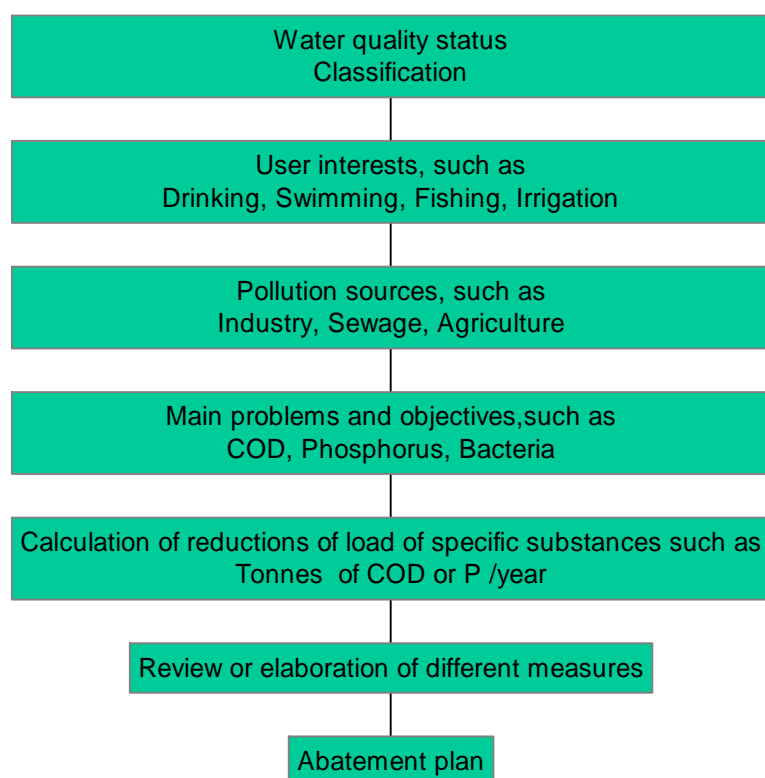 Water quality status
Classification
User interests, such as
Drinking, Swimming, Fishing, Irrigation
Pollution sources, such as
Industry, Sewage, Agriculture
Main problems and objectives,such as
COD, Phosphorus, Bacteria
Calculation of reductions of load of specific substances such as
Tonnes of COD or P /year
Review or elaboration of different measures
Abatement plan